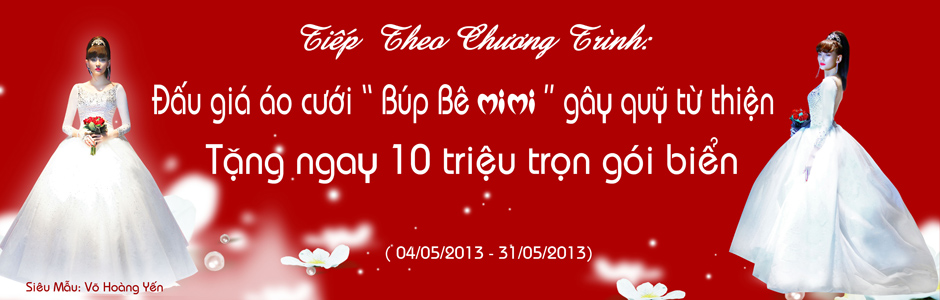 Tiếp Theo Chương Trình:
Đấu giá áo cưới “ Búp Bê mimi ” gây quỹ từ thiện
Tặng ngay 10 triệu trọn gói biển
( 04/05/2013 - 31/05/2013)
Siêu Mẫu: Võ Hoàng Yến